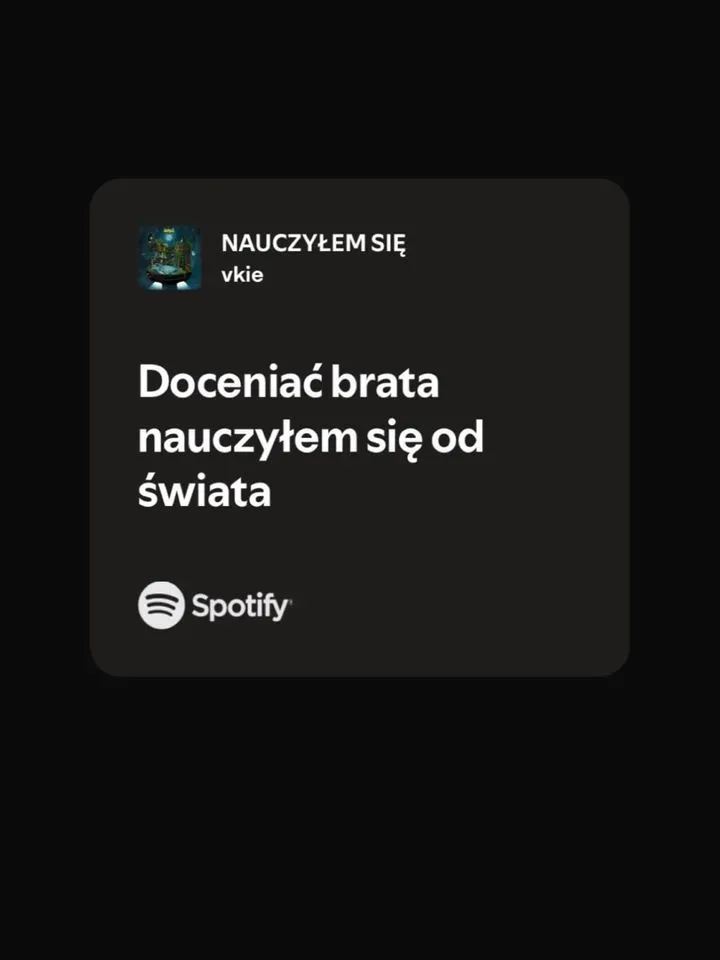 NAUCZYŁEM SIĘ
vkie
Doceniać brata
nauczyłem się od
świata
Spotify